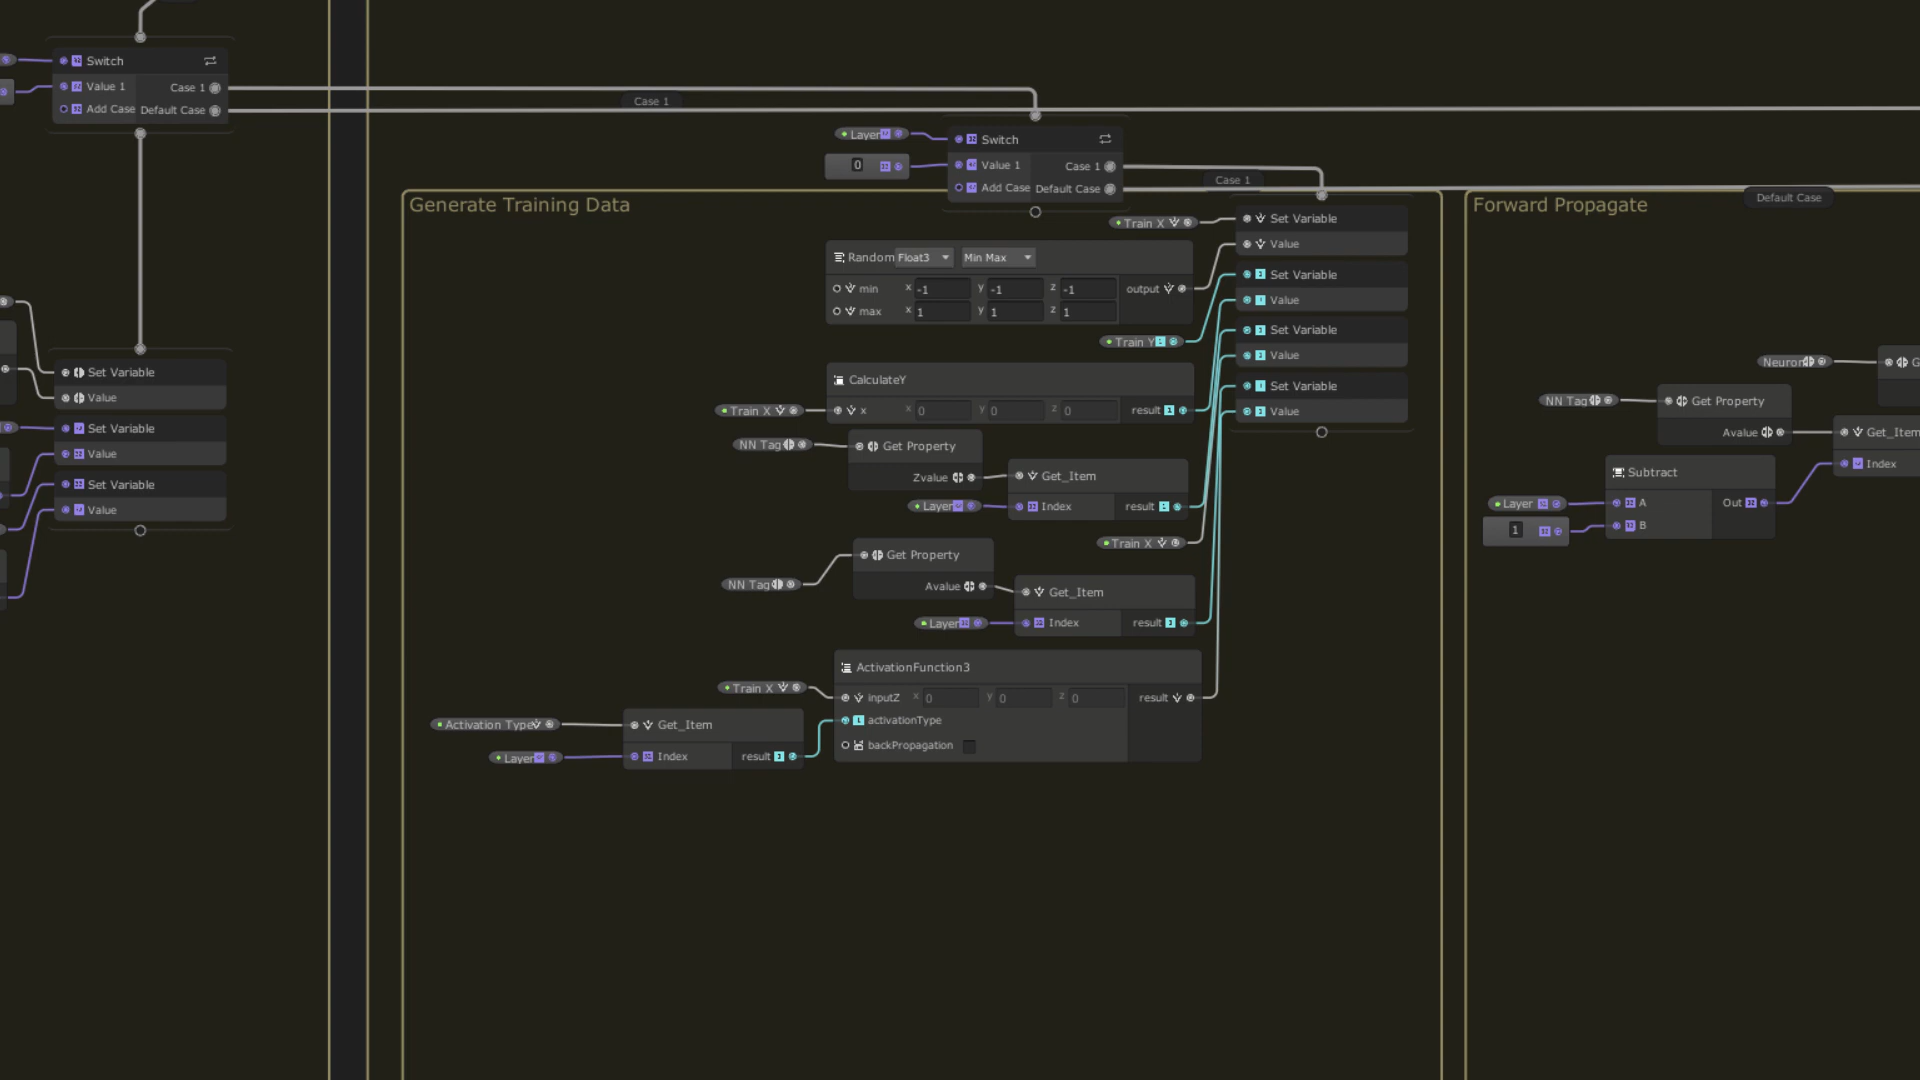 Switch
Value 1 Case 1
Add Case Default Case
Set Variable
Value
Set Variable
Value
Set Variable
Value
Case 1
Layer
0
Switch
Value 1 Case 1
Add Case Default Case
Case 1
Generate Training Data
Train X
Random Float3 Min Max
min x -1 y -1 z -1 output
max x 1 y 1 z 1
Train Y
CalculateY
Train X
x x 0 y 0 z 0 result
NN Tag
Get Property
Zvalue
Get_Item
Layer
Index result
Train X
Get Property
NN Tag
Avalue
Get_Item
Layer
Index result
ActivationFunction3
Train X
inputZ x 0 y 0 z 0 result
activationType
backPropagation
Activation Type
Get_Item
Layer
Index result
Set Variable
Value
Set Variable
Value
Set Variable
Value
Set Variable
Value
Forward Propagate
Default Case
Neuron
G
NN Tag
Get Property
Avalue
Get_Item
Index
Subtract
Layer
A Out
1
B